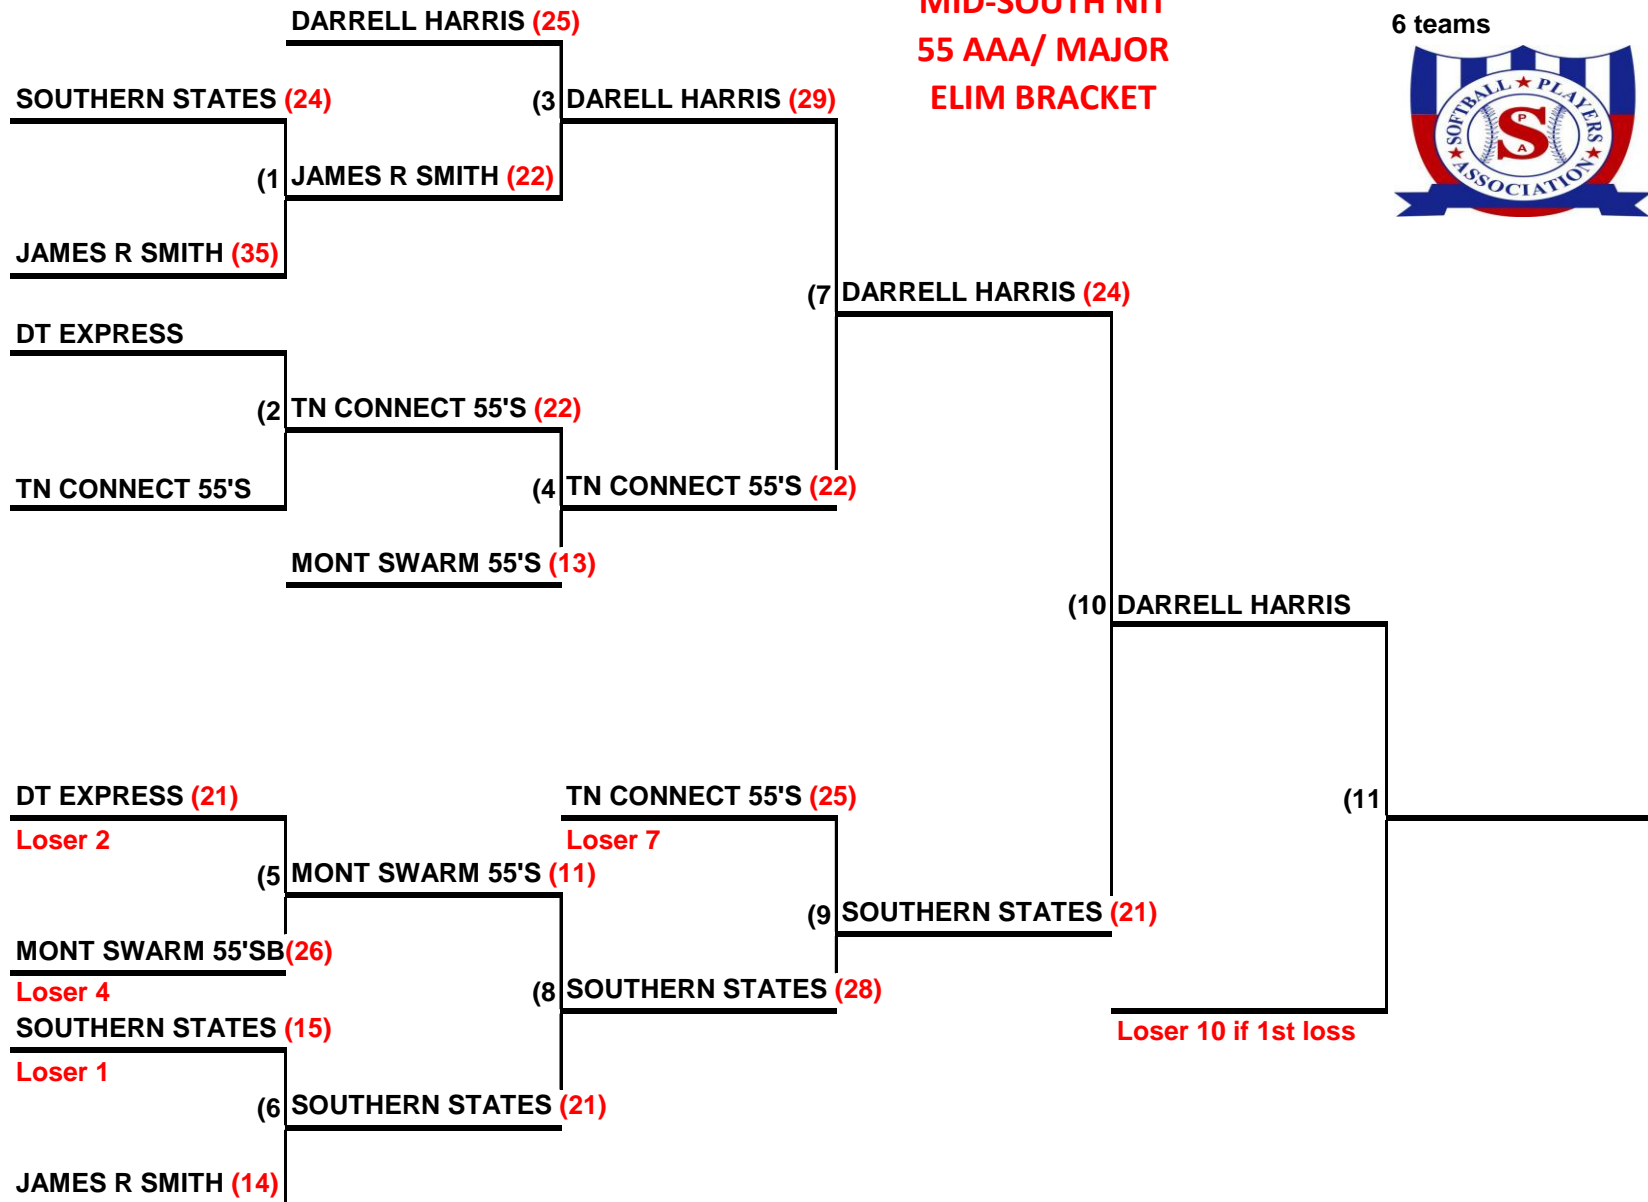 MID-SOUTH NIT
55 AAA/ MAJOR
ELIM BRACKET
6 teams
SOFTBALL ★ PLAYERS ★ ASSOCIATION ★
P
S
A
DARRELL HARRIS (25)
SOUTHERN STATES (24)
(3 DARELL HARRIS (29)
(1 JAMES R SMITH (22)
JAMES R SMITH (35)
(7 DARRELL HARRIS (24)
DT EXPRESS
(2 TN CONNECT 55'S (22)
TN CONNECT 55'S
(4 TN CONNECT 55'S (22)
MONT SWARM 55'S (13)
(10 DARRELL HARRIS
DT EXPRESS (21)
Loser 2
TN CONNECT 55'S (25)
Loser 7
(11
(5 MONT SWARM 55'S (11)
(9 SOUTHERN STATES (21)
MONT SWARM 55'SB(26)
Loser 4
(8 SOUTHERN STATES (28)
SOUTHERN STATES (15)
Loser 1
Loser 10 if 1st loss
(6 SOUTHERN STATES (21)
JAMES R SMITH (14)